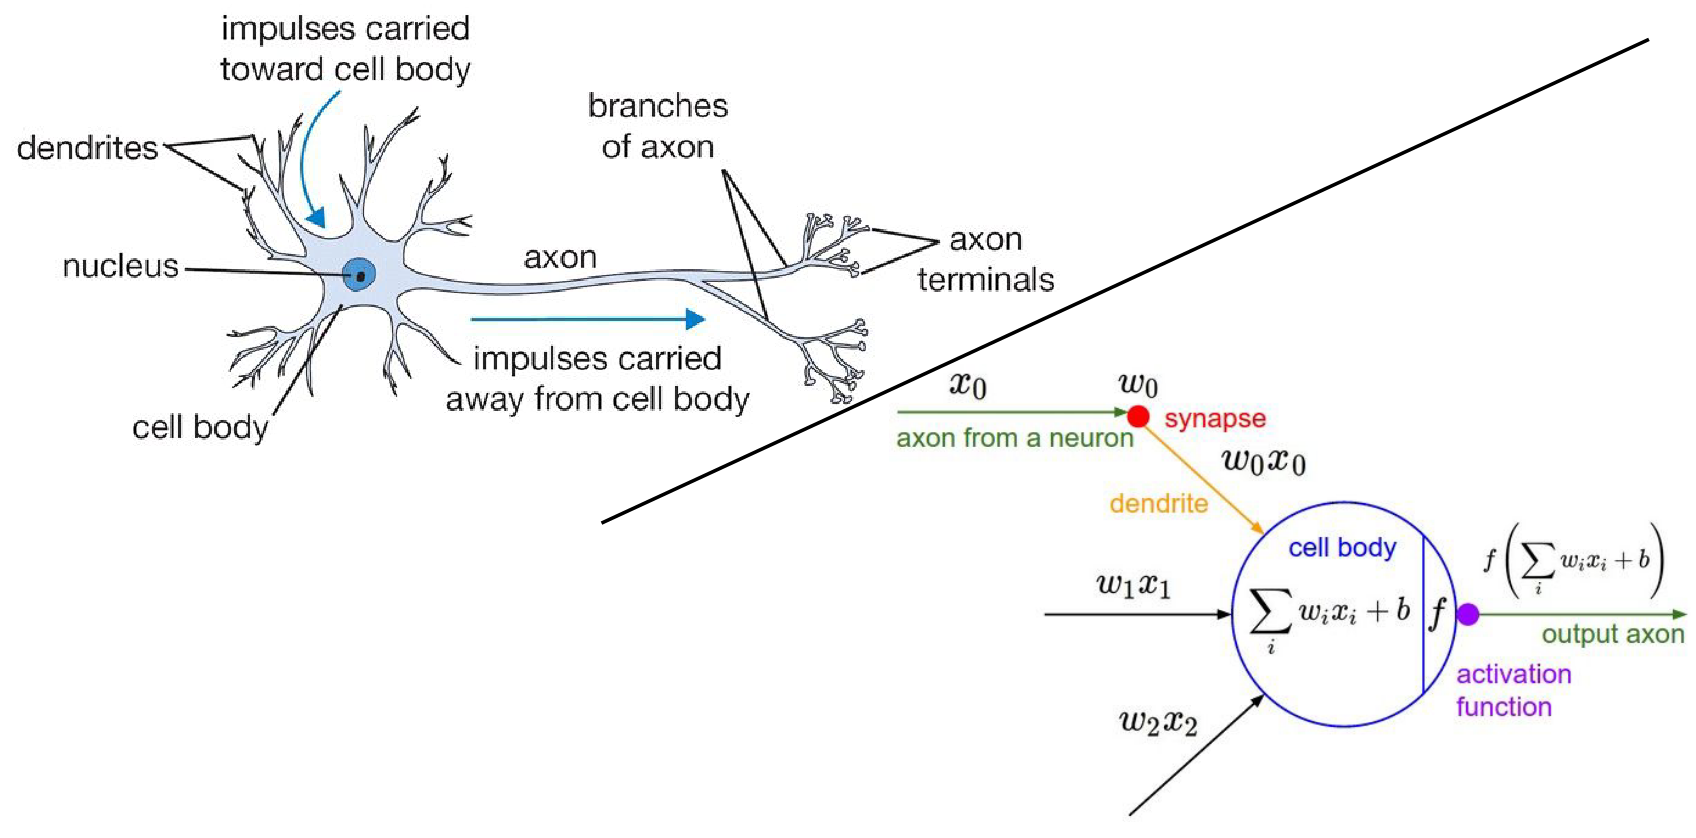 impulses carried
toward cell body
branches
of axon
dendrites
axon
axon
terminals
nucleus
impulses carried
away from cell body
cell body
x₀
w₀
synapse
axon from a neuron
w₀x₀
dendrite
cell body
f(∑ᵢ wᵢxᵢ + b)
w₁x₁
∑ᵢ wᵢxᵢ + b
f
output axon
activation
function
w₂x₂